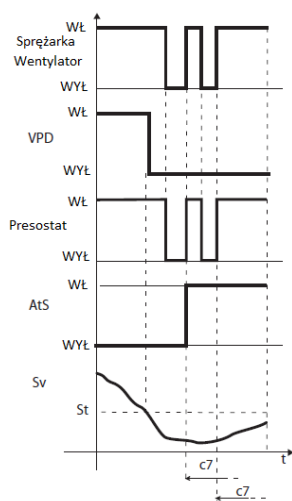 WŁ
Sprężarka
Wentylator
WYŁ
WŁ
VPD
WYŁ
WŁ
Presostat
WYŁ
WŁ
AtS
WYŁ
Sv
St
t
c7
c7